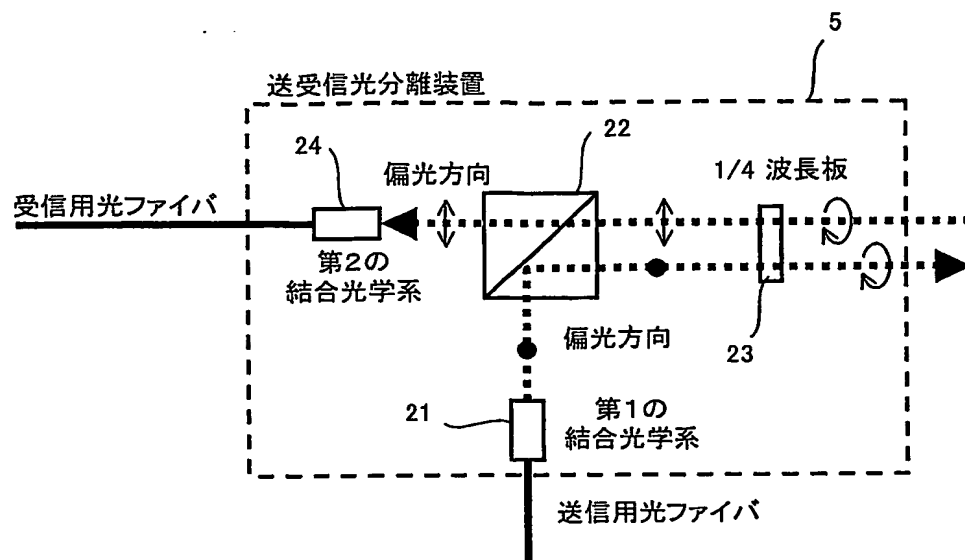 5
送受信光分離装置
24
22
偏光方向
1/4 波長板
受信用光ファイバ
第2の
結合光学系
偏光方向
23
21
第1の
結合光学系
送信用光ファイバ